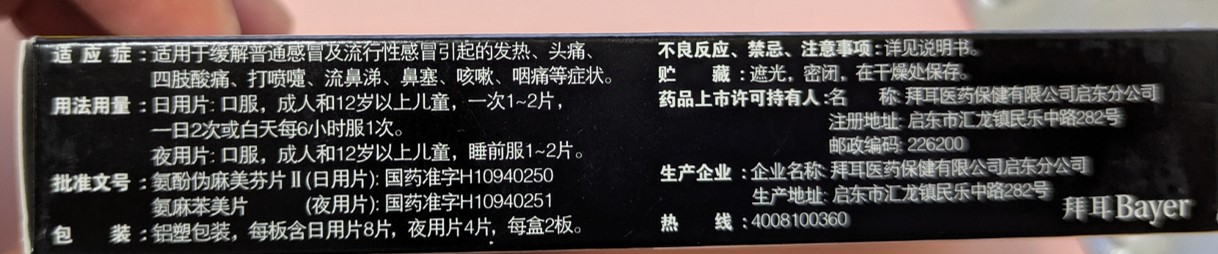 适 应 症：适用于缓解普通感冒及流行性感冒引起的发热、头痛、
四肢酸痛、打喷嚏、流鼻涕、鼻塞、咳嗽、咽痛等症状。
用法用量：日用片：口服，成人和12岁以上儿童，一次1~2片，
一日2次或白天每6小时服1次。
夜用片：口服，成人和12岁以上儿童，睡前服1~2片。
批准文号：氨酚伪麻美芬片Ⅱ(日用片)：国药准字H10940250
氨麻苯美片 (夜用片)：国药准字H10940251
包 装：铝塑包装，每板含日用片8片，夜用片4片，每盒2板。
不良反应、禁忌、注意事项：详见说明书。
贮 藏：遮光，密闭，在干燥处保存。
药品上市许可持有人：名 称：拜耳医药保健有限公司启东分公司
注册地址：启东市汇龙镇民乐中路282号
邮政编码：226200
生产企业：企业名称：拜耳医药保健有限公司启东分公司
生产地址：启东市汇龙镇民乐中路282号
热 线：4008100360
拜耳Bayer